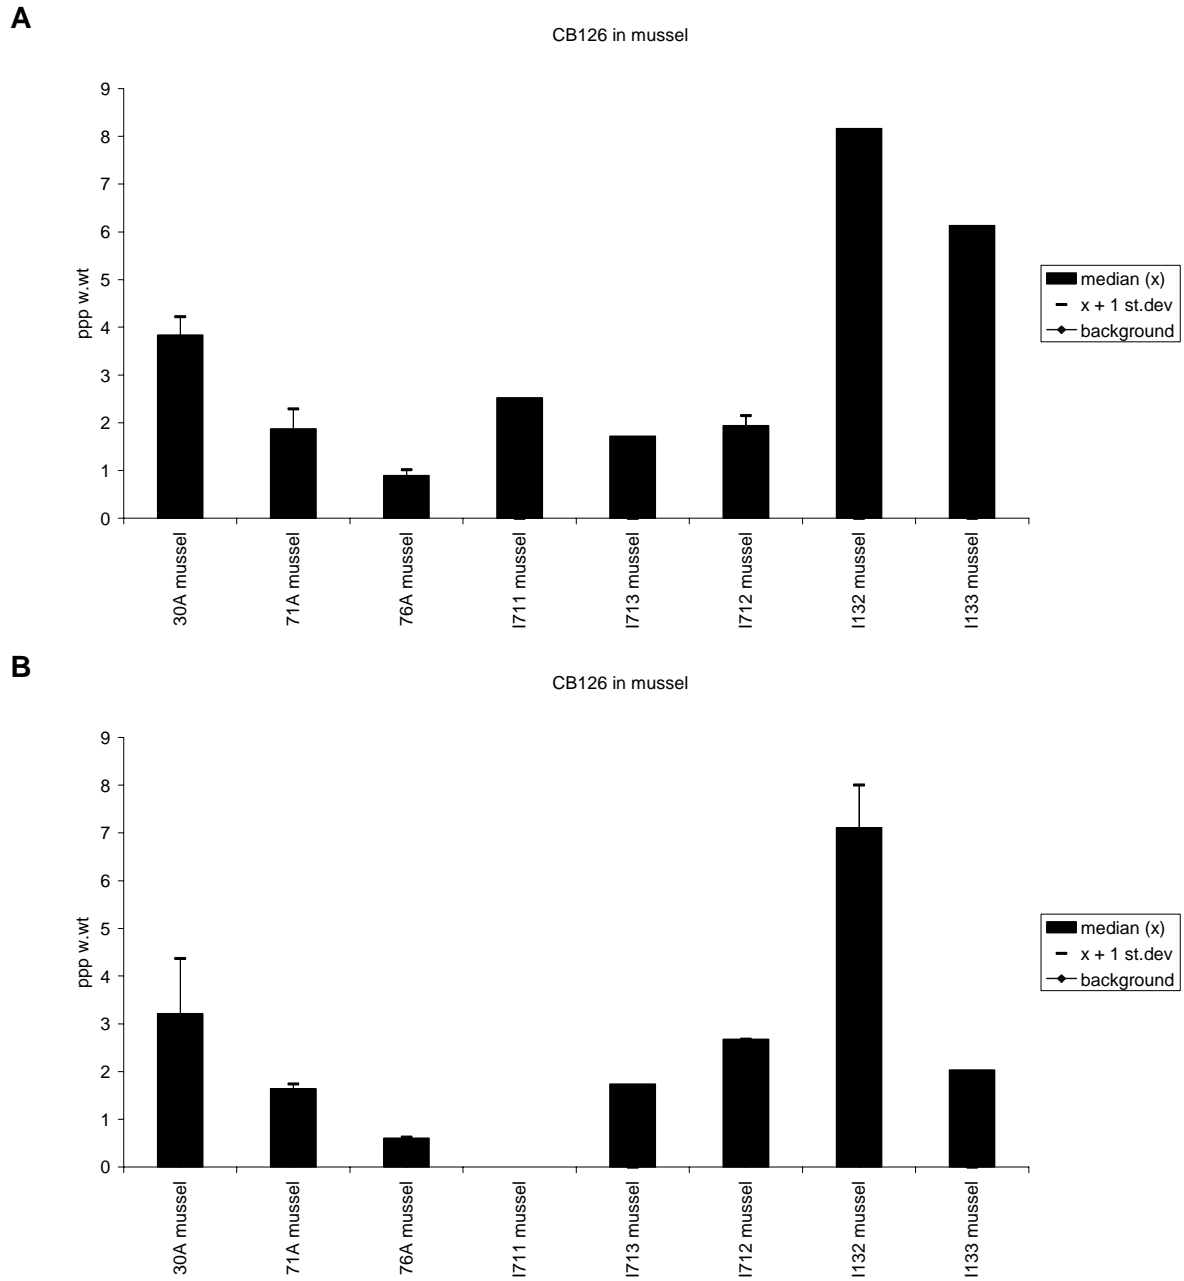 A
CB126 in mussel
9
8
7
6
5
4
3
2
1
0
ppp w.wt
30A mussel
71A mussel
76A mussel
I711 mussel
I713 mussel
I712 mussel
I132 mussel
I133 mussel
median (x)
x + 1 st.dev
background
B
CB126 in mussel
9
8
7
6
5
4
3
2
1
0
ppp w.wt
30A mussel
71A mussel
76A mussel
I711 mussel
I713 mussel
I712 mussel
I132 mussel
I133 mussel
median (x)
x + 1 st.dev
background